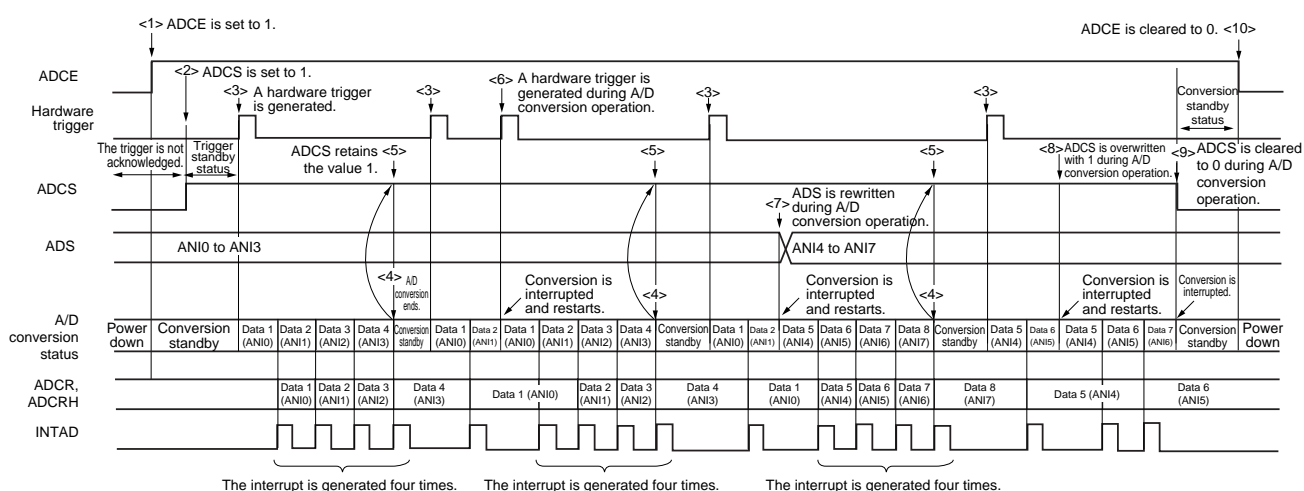 <1> ADCE is set to 1.
ADCE is cleared to 0. <10>
ADCE
<2> ADCS is set to 1.
<3> A hardware trigger
is generated.
<3>
<6> A hardware trigger is
generated during A/D
conversion operation.
<3>
<3>
Conversion
standby
status
Hardware
trigger
The trigger is not
acknowledged.
Trigger
standby
status
ADCS retains
the value 1.
<5>
<5>
<5>
<8> ADCS is overwritten
with 1 during A/D
conversion operation.
<9> ADCS is cleared
to 0 during A/D
conversion
operation.
ADCS
<7> ADS is rewritten
during A/D
conversion operation.
ADS
ANI0 to ANI3
ANI4 to ANI7
<4> A/D
conversion
ends.
Conversion is
interrupted
and restarts.
<4>
Conversion is
interrupted
and restarts.
<4>
Conversion is
interrupted
and restarts.
Conversion is
interrupted.
A/D
conversion
status
Power
down
Conversion
standby
Data 1
(ANI0)
Data 2
(ANI1)
Data 3
(ANI2)
Data 4
(ANI3)
Conversion
standby
Data 1
(ANI0)
Data 2
(ANI1)
Data 1
(ANI0)
Data 2
(ANI1)
Data 3
(ANI2)
Data 4
(ANI3)
Conversion
standby
Data 1
(ANI0)
Data 2
(ANI1)
Data 5
(ANI4)
Data 6
(ANI5)
Data 7
(ANI6)
Data 8
(ANI7)
Conversion
standby
Data 5
(ANI4)
Data 6
(ANI5)
Data 5
(ANI4)
Data 6
(ANI5)
Data 7
(ANI6)
Conversion
standby
Power
down
ADCR,
ADCRH
Data 1
(ANI0)
Data 2
(ANI1)
Data 3
(ANI2)
Data 4
(ANI3)
Data 1 (ANI0)
Data 2
(ANI1)
Data 3
(ANI2)
Data 4
(ANI3)
Data 1
(ANI0)
Data 5
(ANI4)
Data 6
(ANI5)
Data 7
(ANI6)
Data 8
(ANI7)
Data 5 (ANI4)
Data 6
(ANI5)
INTAD
The interrupt is generated four times.
The interrupt is generated four times.
The interrupt is generated four times.